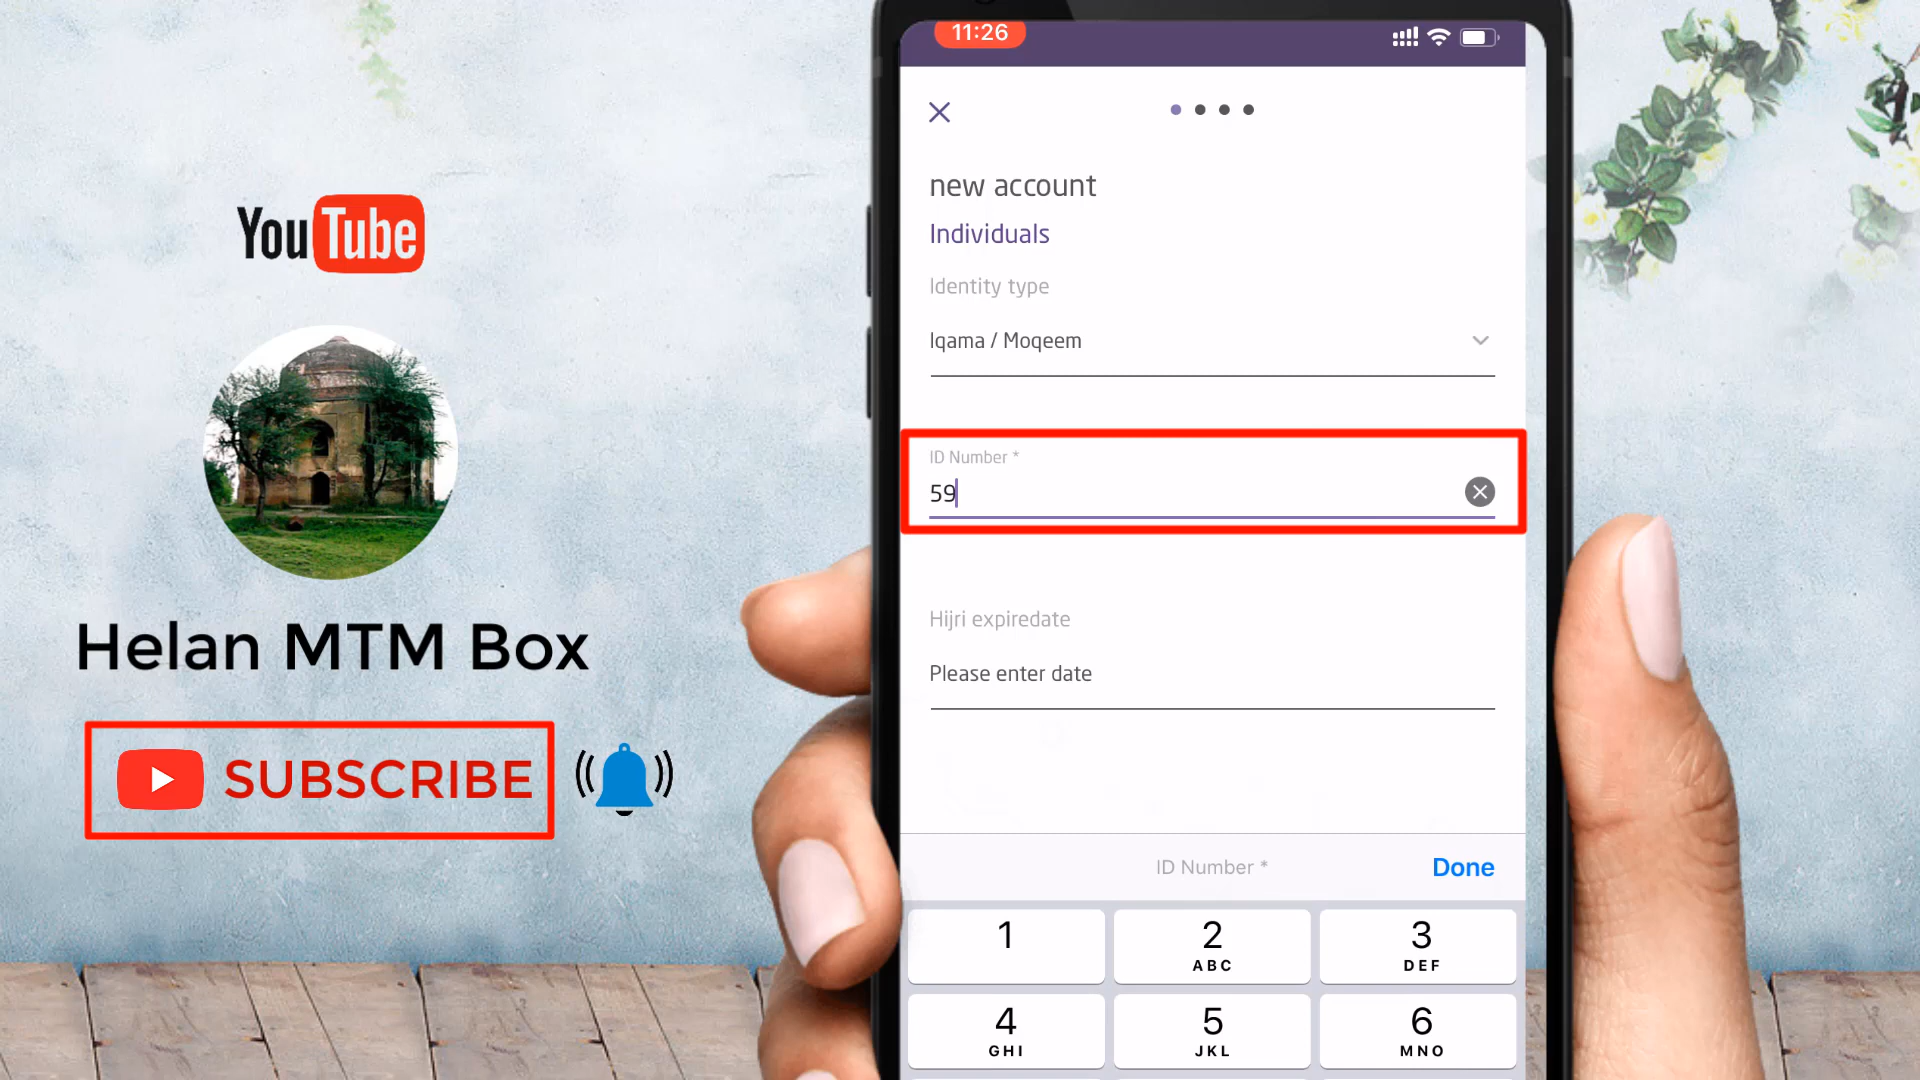 YouTube
Helan MTM Box
SUBSCRIBE
11:26
new account
Individuals
Identity type
Iqama / Moqeem
ID Number *
59
Hijri expiredate
Please enter date
ID Number *
Done
1
2
ABC
3
DEF
4
GHI
5
JKL
6
MNO